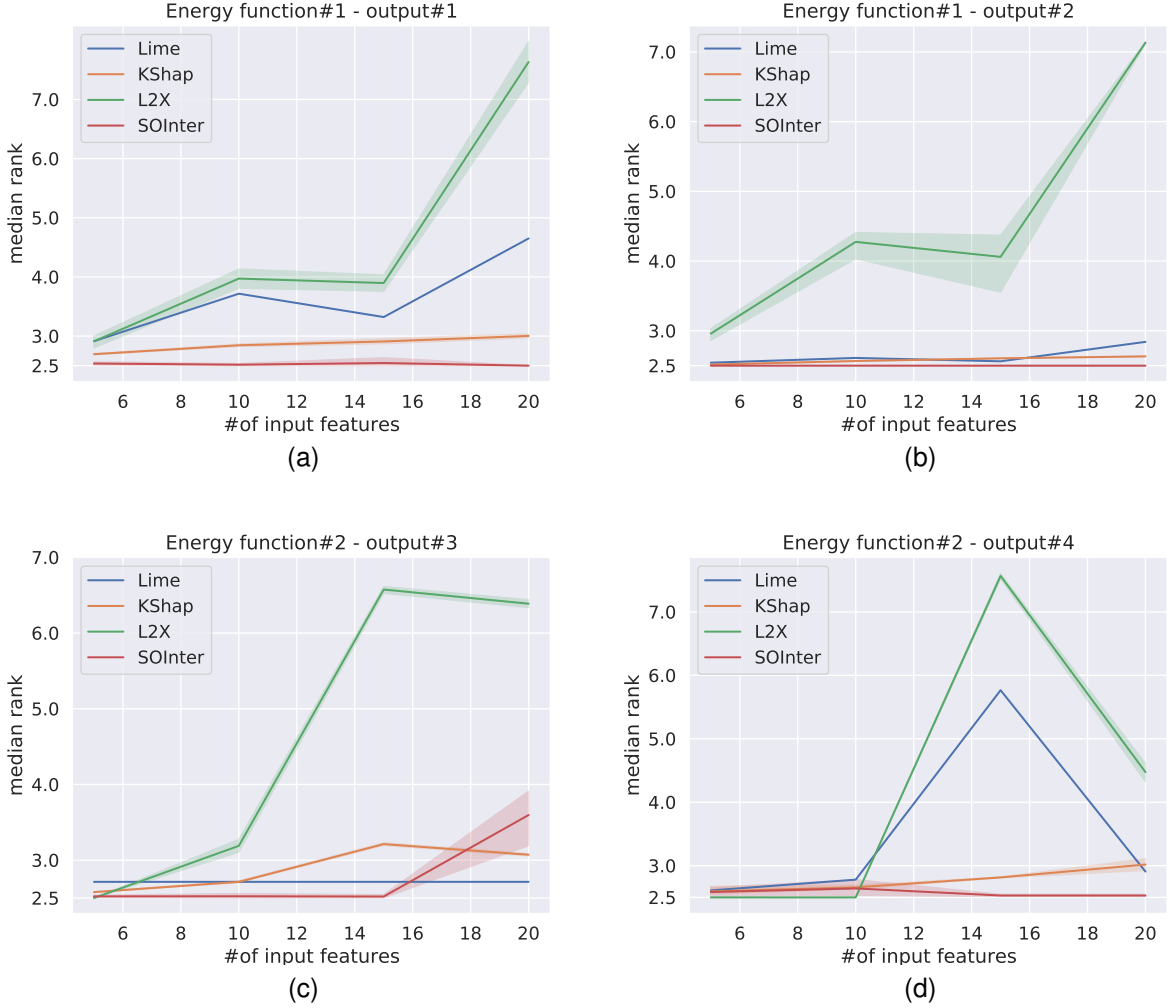 Energy function#1 - output#1
Lime
KShap
L2X
SOInter
7.0
6.0
5.0
4.0
3.0
2.5
median rank
6 8 10 12 14 16 18 20
#of input features
(a)
Energy function#1 - output#2
Lime
KShap
L2X
SOInter
7.0
6.0
5.0
4.0
3.0
2.5
median rank
6 8 10 12 14 16 18 20
#of input features
(b)
Energy function#2 - output#3
Lime
KShap
L2X
SOInter
7.0
6.0
5.0
4.0
3.0
2.5
median rank
6 8 10 12 14 16 18 20
#of input features
(c)
Energy function#2 - output#4
Lime
KShap
L2X
SOInter
7.0
6.0
5.0
4.0
3.0
2.5
median rank
6 8 10 12 14 16 18 20
#of input features
(d)